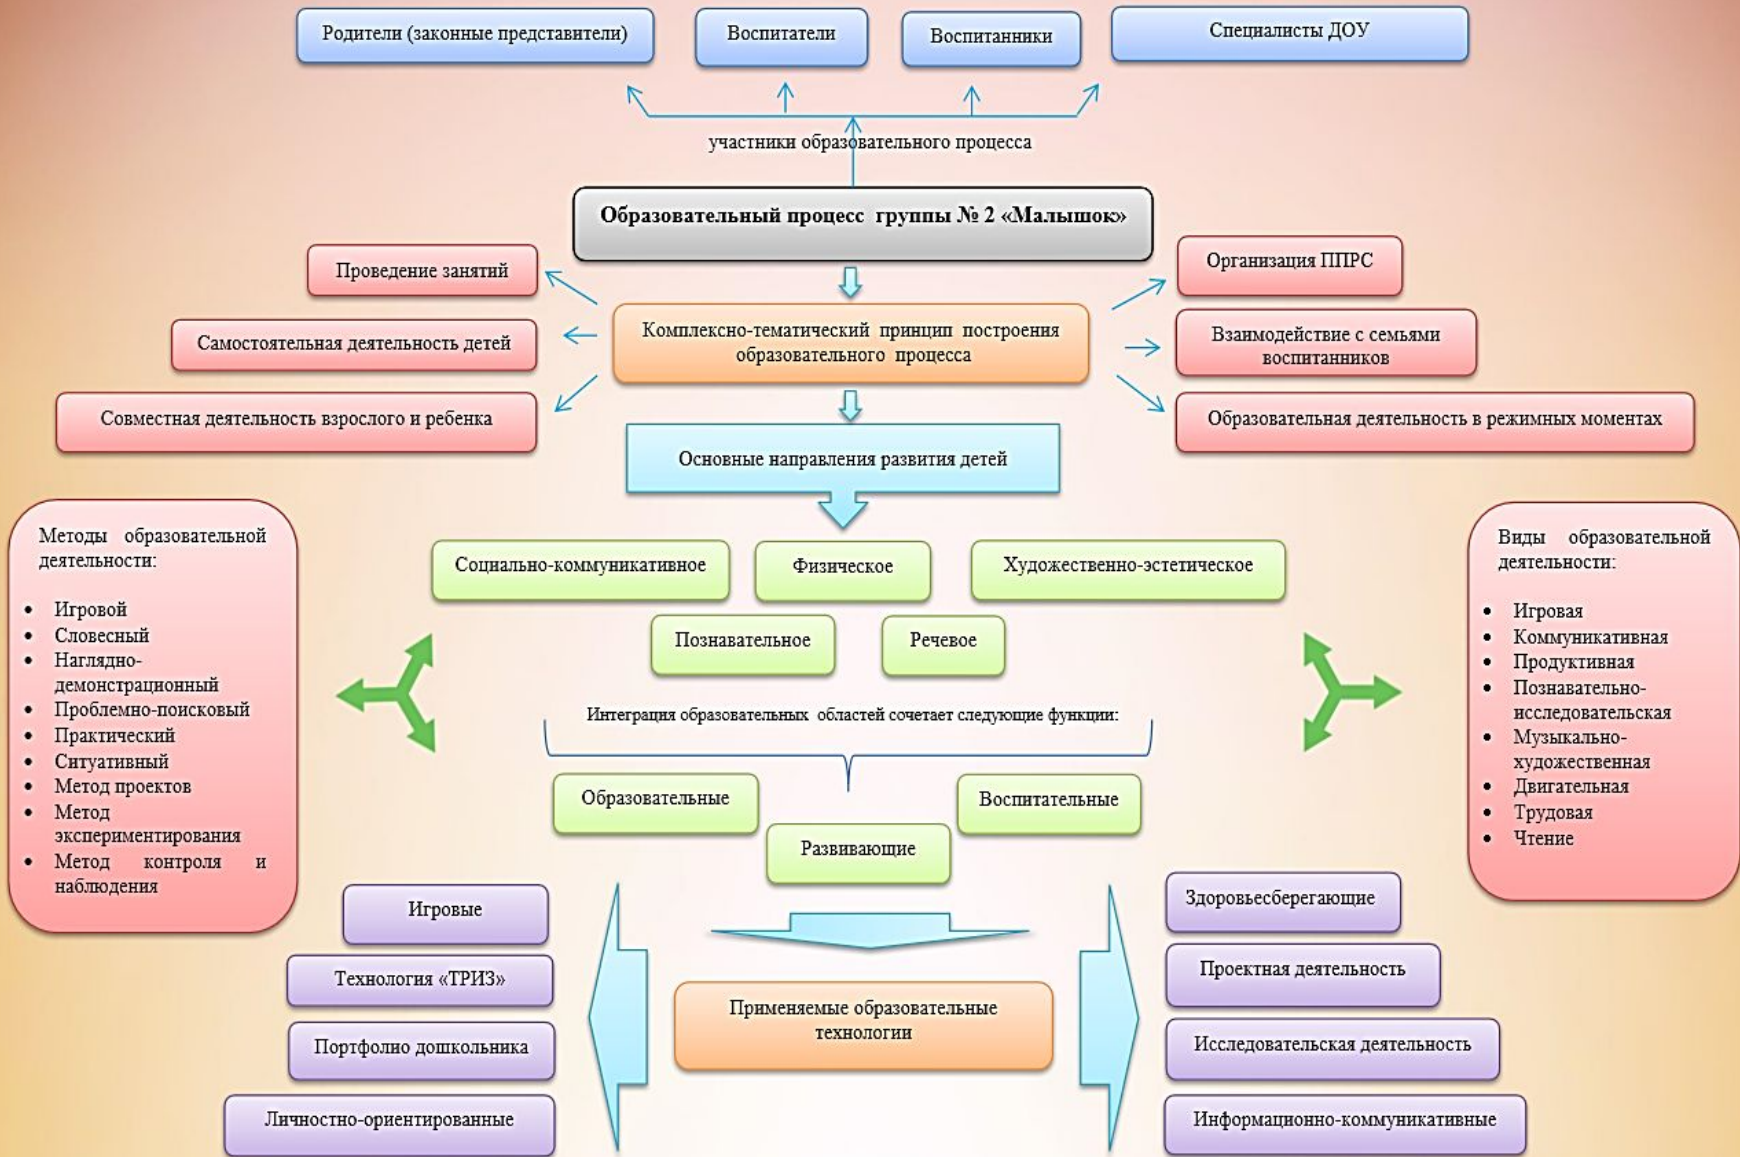 Родители (законные представители)
Воспитатели
Воспитанники
Специалисты ДОУ
участники образовательного процесса
Образовательный процесс группы № 2 «Малышок»
Проведение занятий
Самостоятельная деятельность детей
Совместная деятельность взрослого и ребенка
Комплексно-тематический принцип построения
образовательного процесса
Организация ППРС
Взаимодействие с семьями
воспитанников
Образовательная деятельность в режимных моментах
Основные направления развития детей
Методы образовательной
деятельности:
• Игровой
• Словесный
• Наглядно-
демонстрационный
• Проблемно-поисковый
• Практический
• Ситуативный
• Метод проектов
• Метод
экспериментирования
• Метод контроля и
наблюдения
Социально-коммуникативное
Физическое
Художественно-эстетическое
Познавательное
Речевое
Интеграция образовательных областей сочетает следующие функции:
Образовательные
Воспитательные
Развивающие
Виды образовательной
деятельности:
• Игровая
• Коммуникативная
• Продуктивная
• Познавательно-
исследовательская
• Музыкально-
художественная
• Двигательная
• Трудовая
• Чтение
Игровые
Технология «ТРИЗ»
Портфолио дошкольника
Личностно-ориентированные
Применяемые образовательные
технологии
Здоровьесберегающие
Проектная деятельность
Исследовательская деятельность
Информационно-коммуникативные